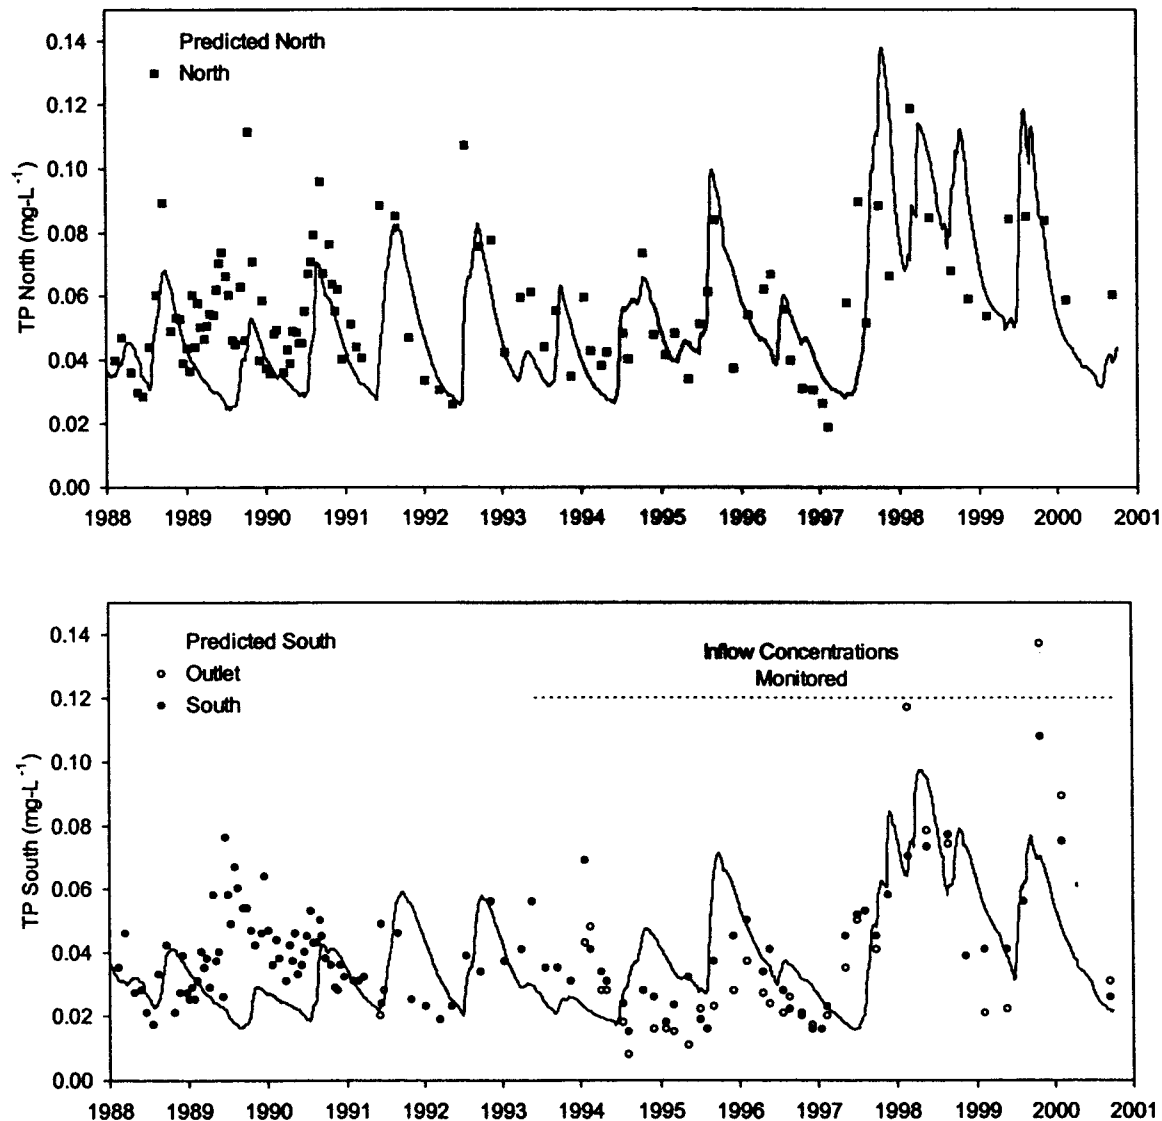 Predicted North
North
TP North (mg-L⁻¹)
0.14
0.12
0.10
0.08
0.06
0.04
0.02
0.00
1988 1989 1990 1991 1992 1993 1994 1995 1996 1997 1998 1999 2000 2001
Predicted South
Outlet
South
Inflow Concentrations
Monitored
TP South (mg-L⁻¹)
0.14
0.12
0.10
0.08
0.06
0.04
0.02
0.00
1988 1989 1990 1991 1992 1993 1994 1995 1996 1997 1998 1999 2000 2001